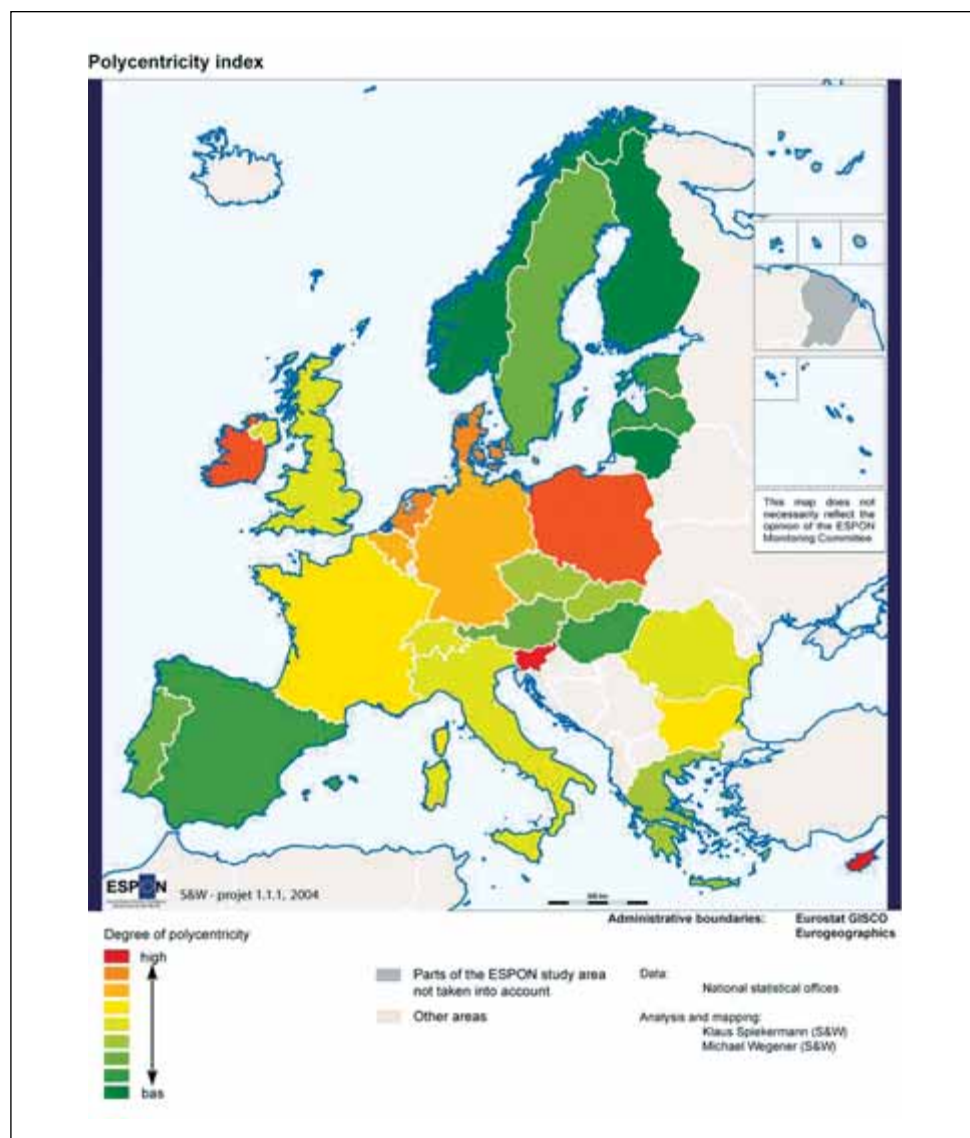 Polycentricity index
This map does not
necessarily reflect the
opinion of the ESPON
Monitoring Committee
ESPON
S&W - projet 1.1.1, 2004
Administrative boundaries: Eurostat GISCO
Eurogeographics
Degree of polycentricity
high
bas
Parts of the ESPON study area
not taken into account
Other areas
Data:
National statistical offices
Analysis and mapping:
Klaus Spiekermann (S&W)
Michael Wegener (S&W)